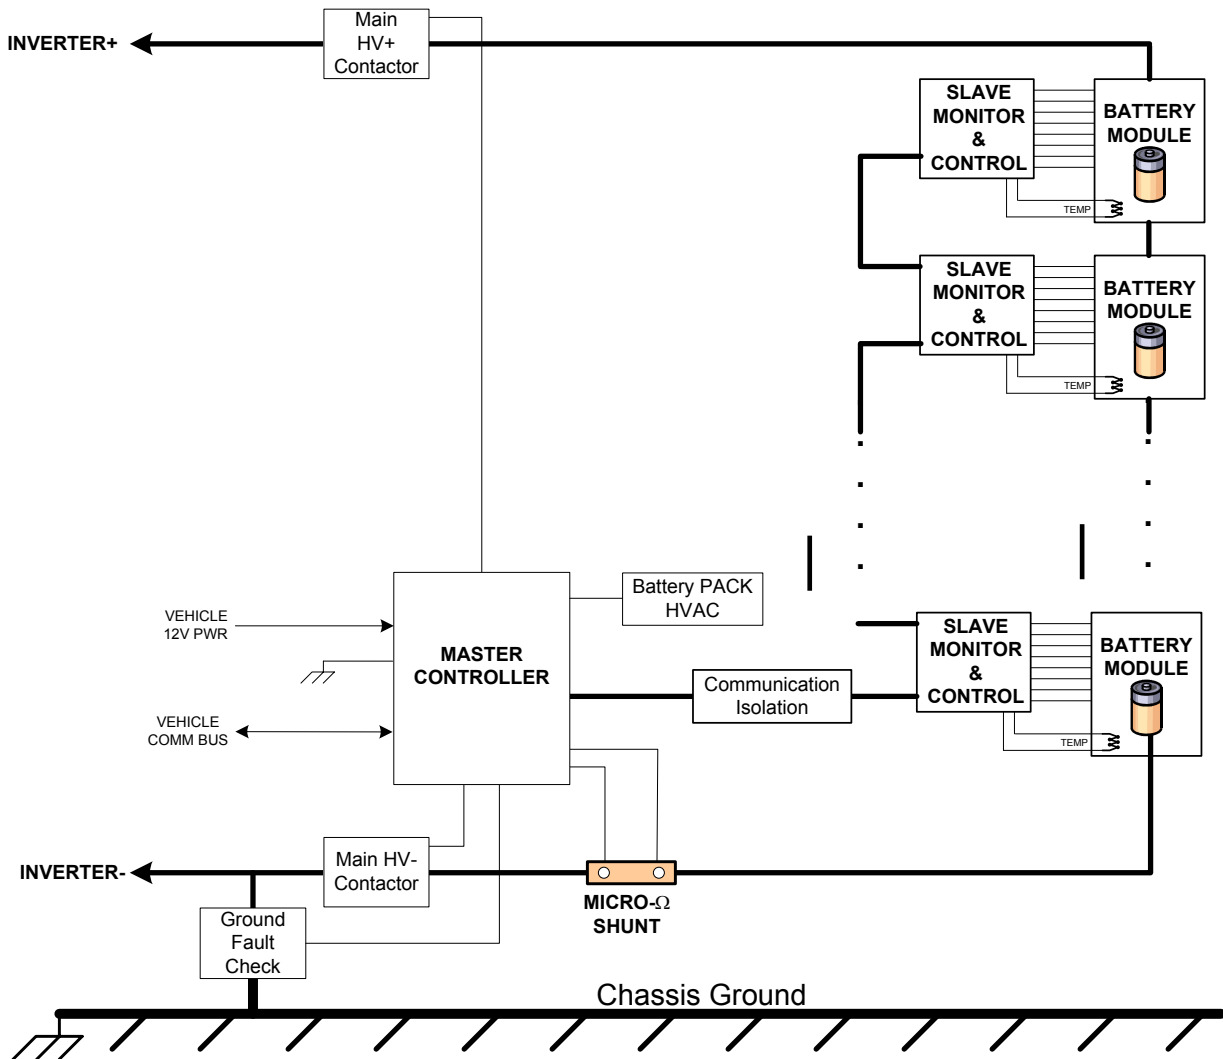 INVERTER+
Main
HV+
Contactor
SLAVE
MONITOR
&
CONTROL
BATTERY
MODULE
TEMP
SLAVE
MONITOR
&
CONTROL
BATTERY
MODULE
TEMP
VEHICLE
12V PWR
MASTER
CONTROLLER
Battery PACK
HVAC
Communication
Isolation
SLAVE
MONITOR
&
CONTROL
BATTERY
MODULE
TEMP
VEHICLE
COMM BUS
INVERTER-
Main HV-
Contactor
MICRO-Ω
SHUNT
Ground
Fault
Check
Chassis Ground